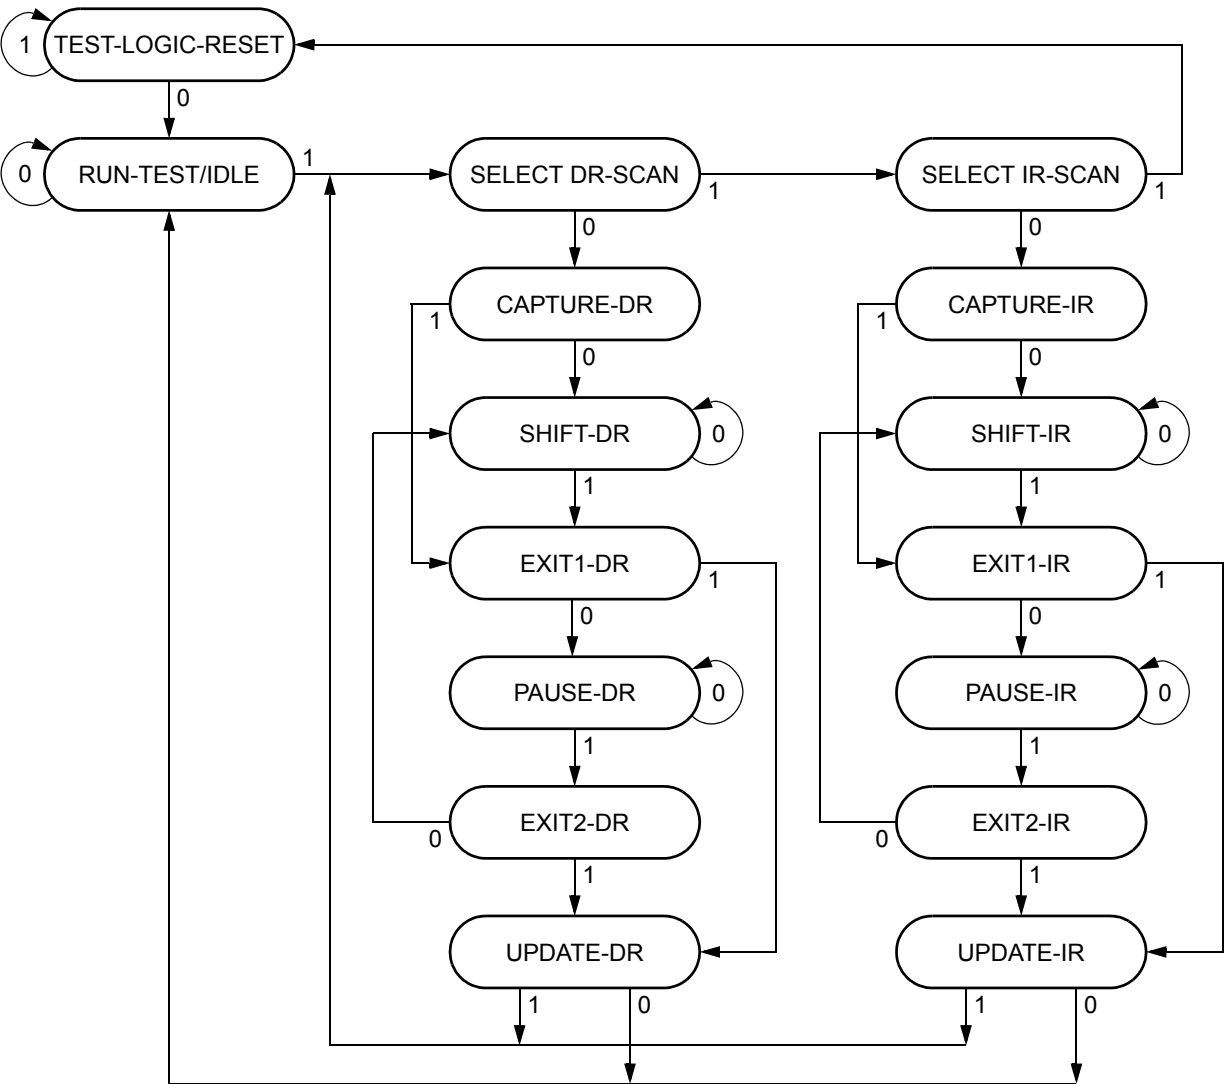 1
TEST-LOGIC-RESET
0
0
RUN-TEST/IDLE
1
SELECT DR-SCAN
1
SELECT IR-SCAN
1
0
0
CAPTURE-DR
1
CAPTURE-IR
1
0
0
SHIFT-DR
0
SHIFT-IR
0
1
1
EXIT1-DR
1
EXIT1-IR
1
0
0
PAUSE-DR
0
PAUSE-IR
0
1
1
EXIT2-DR
0
EXIT2-IR
0
1
1
UPDATE-DR
UPDATE-IR
1
0
1
0